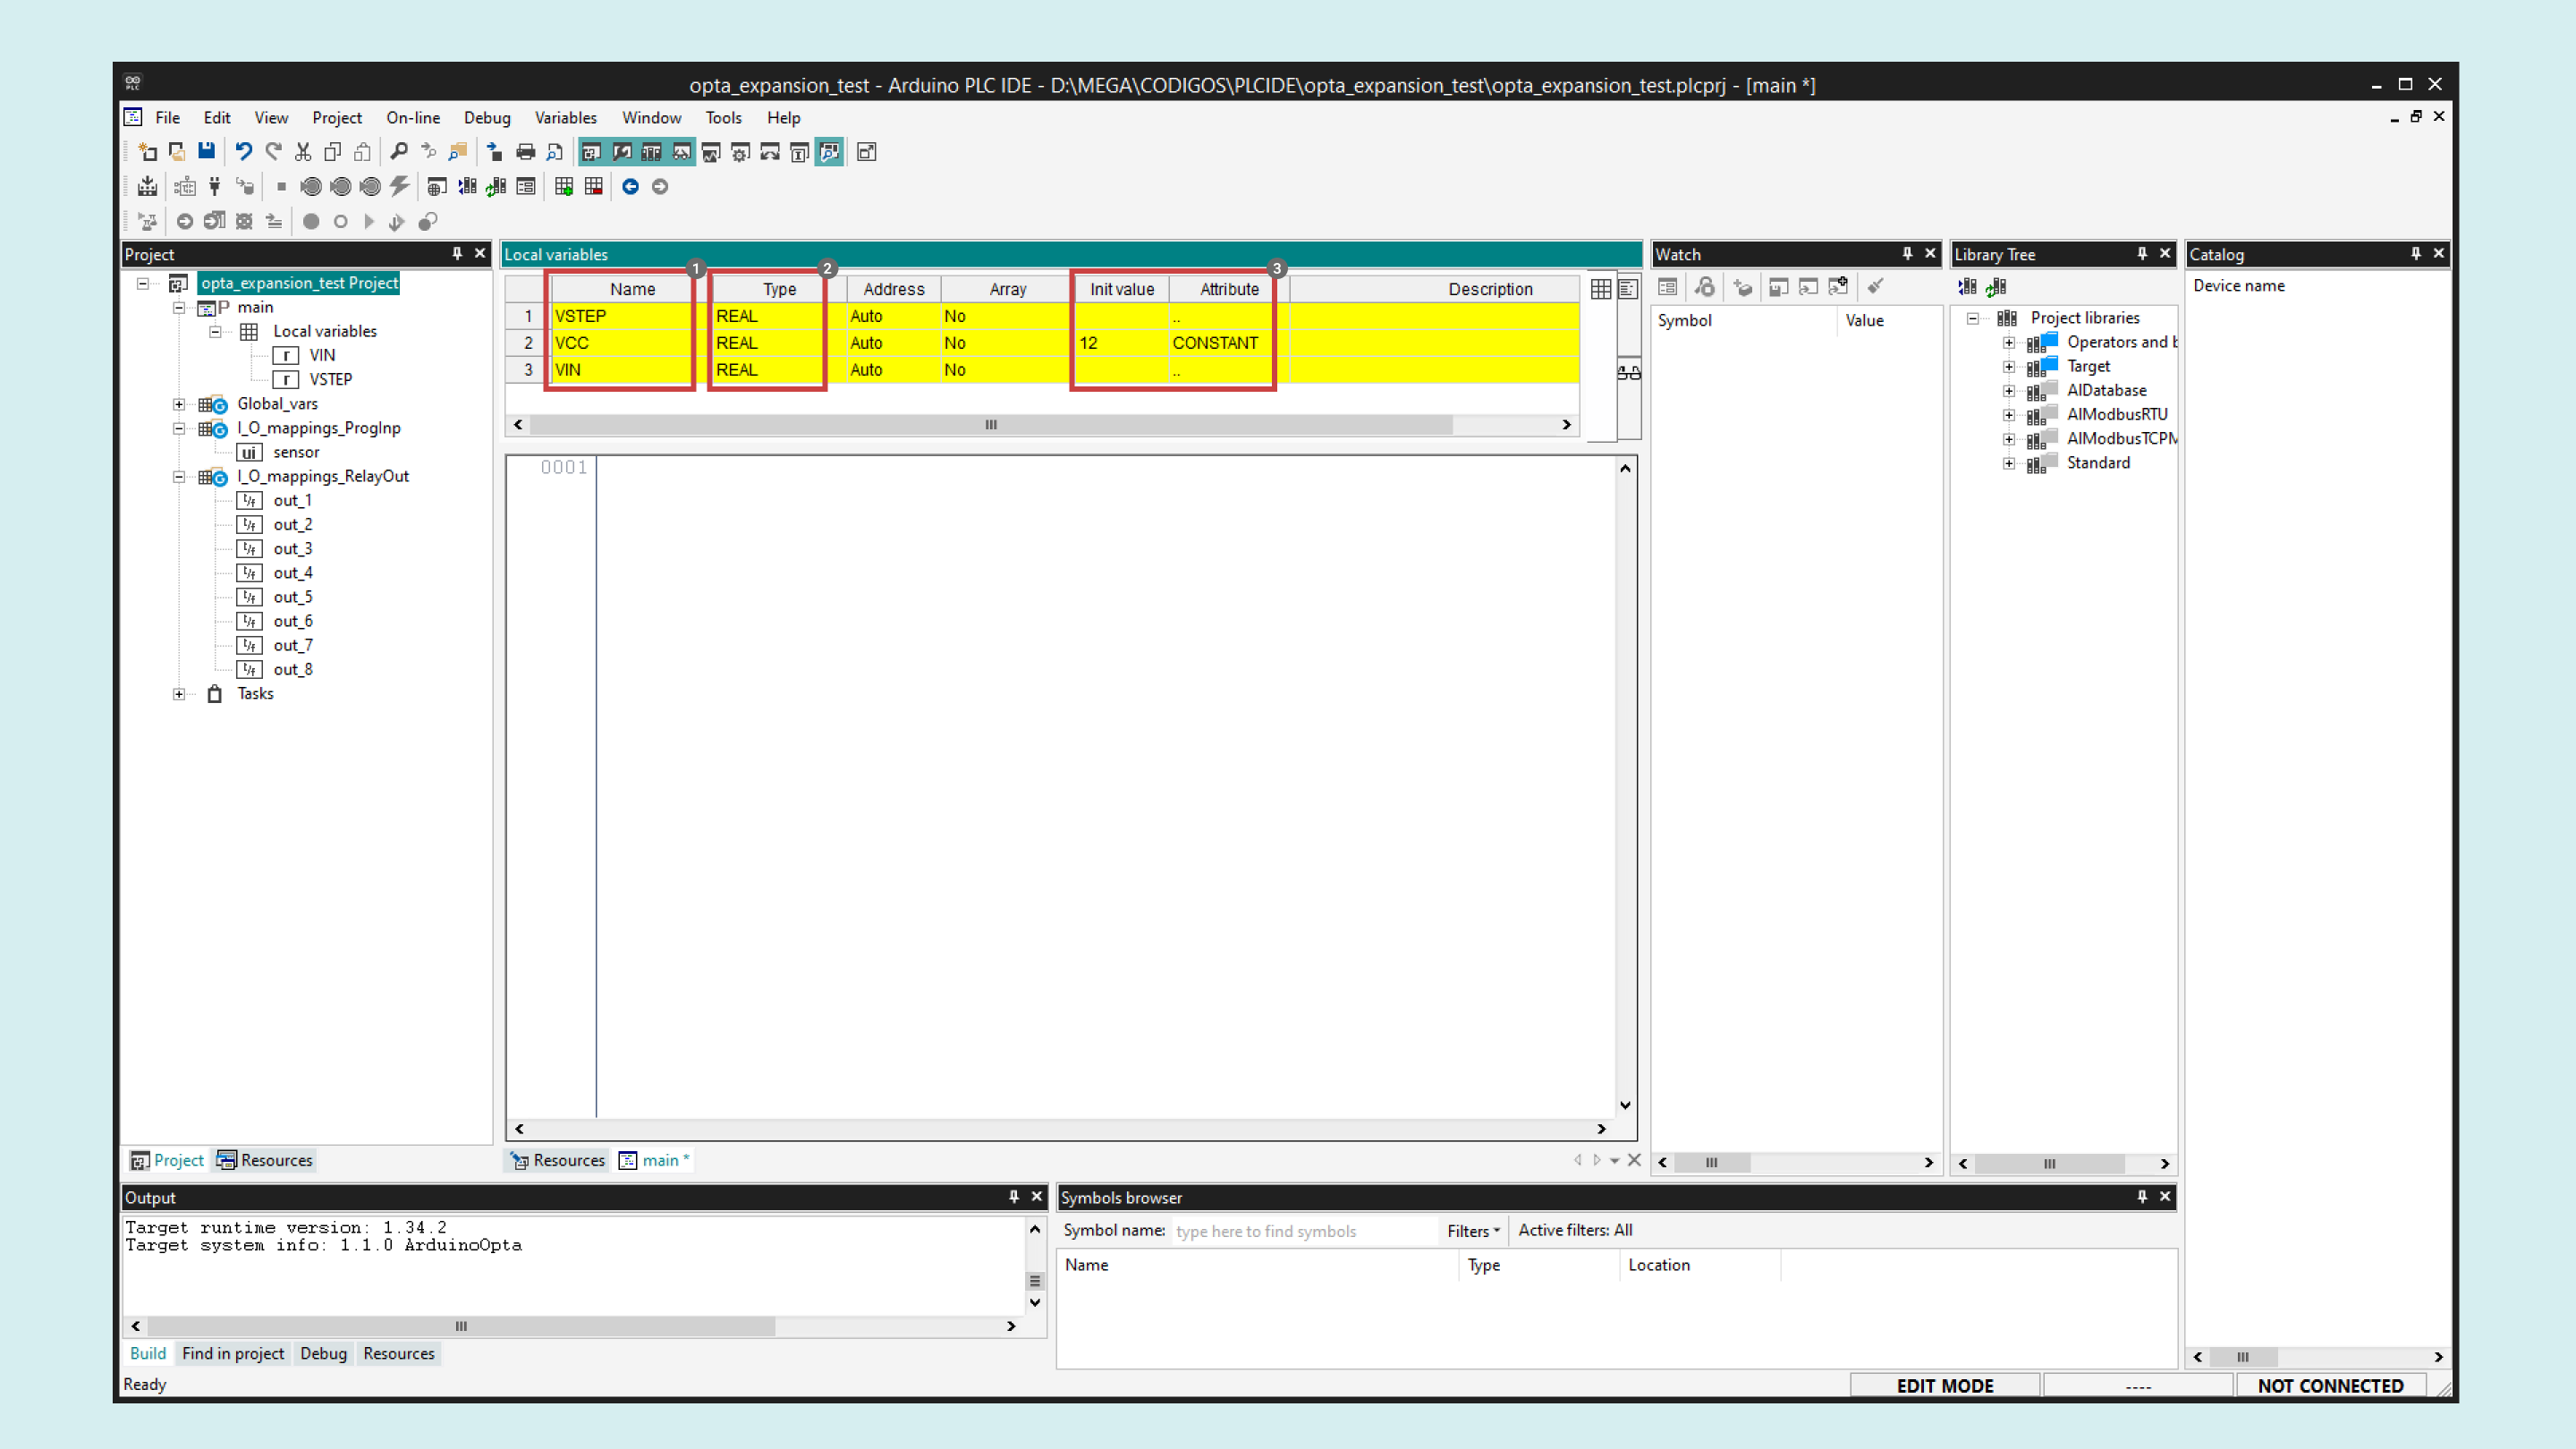 opta_expansion_test - Arduino PLC IDE - D:\MEGA\CODIGOS\PLCIDE\opta_expansion_test\opta_expansion_test.plcprj - [main *]
File Edit View Project On-line Debug Variables Window Tools Help
Project
opta_expansion_test Project
main
Local variables
VIN
VSTEP
Global_vars
I_O_mappings_ProgInp
ui sensor
I_O_mappings_RelayOut
out_1
out_2
out_3
out_4
out_5
out_6
out_7
out_8
Tasks
Project Resources
Local variables
1 2 3
Name Type Address Array Init value Attribute Description
1 VSTEP REAL Auto No ..
2 VCC REAL Auto No 12 CONSTANT
3 VIN REAL Auto No ..
0001
Resources main *
Watch
Symbol Value
Library Tree
Project libraries
Operators and b
Target
AlDatabase
AlModbusRTU
AlModbusTCPM
Standard
Catalog
Device name
Output
Target runtime version: 1.34.2
Target system info: 1.1.0 ArduinoOpta
Build Find in project Debug Resources
Symbols browser
Symbol name: type here to find symbols Filters Active filters: All
Name Type Location
Ready
EDIT MODE ---- NOT CONNECTED